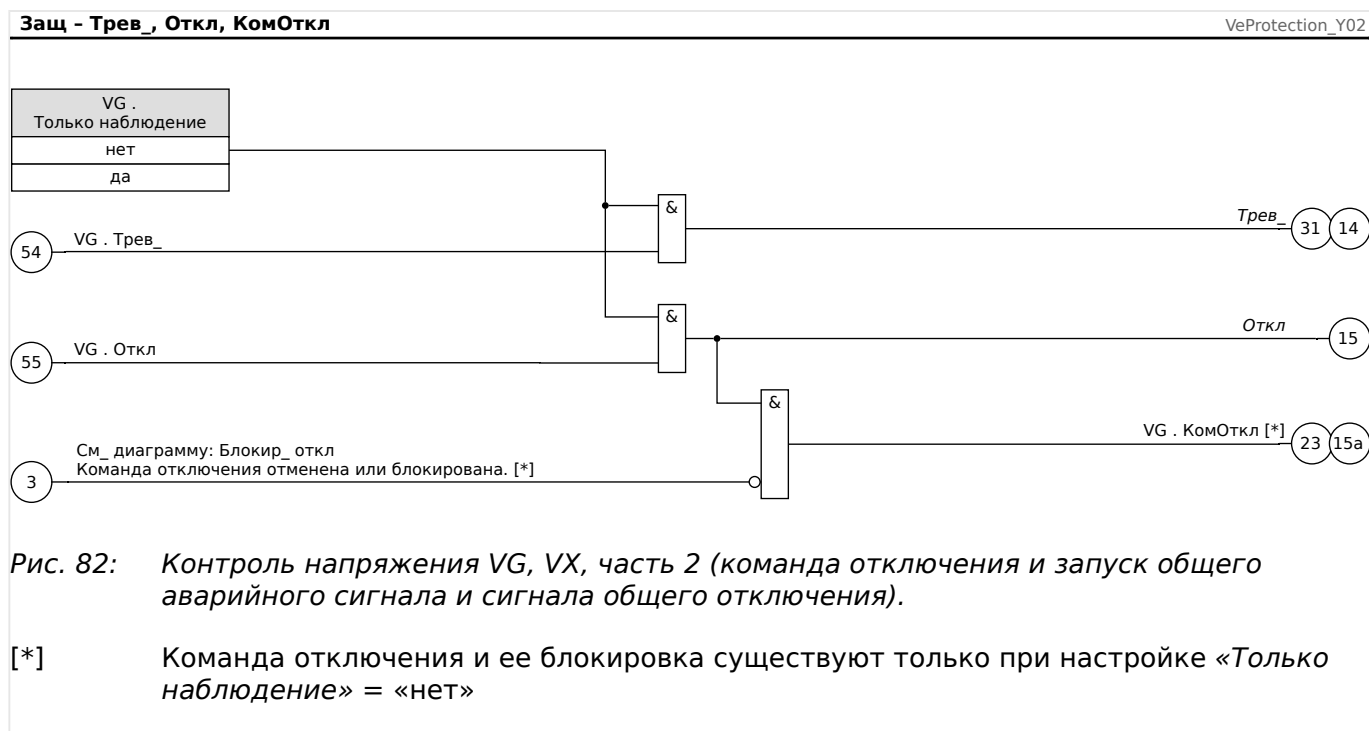 Защ – Трев_, Откл, КомОткл
VeProtection_Y02
VG .
Только наблюдение
нет
да
&
Трев_
31 14
54
VG . Трев_
&
Откл
15
55
VG . Откл
&
VG . КомОткл [*]
23 15a
См_ диаграмму: Блокир_ откл
Команда отключения отменена или блокирована. [*]
3
Рис. 82: Контроль напряжения VG, VX, часть 2 (команда отключения и запуск общего
аварийного сигнала и сигнала общего отключения).
[*] Команда отключения и ее блокировка существуют только при настройке «Только
наблюдение» = «нет»